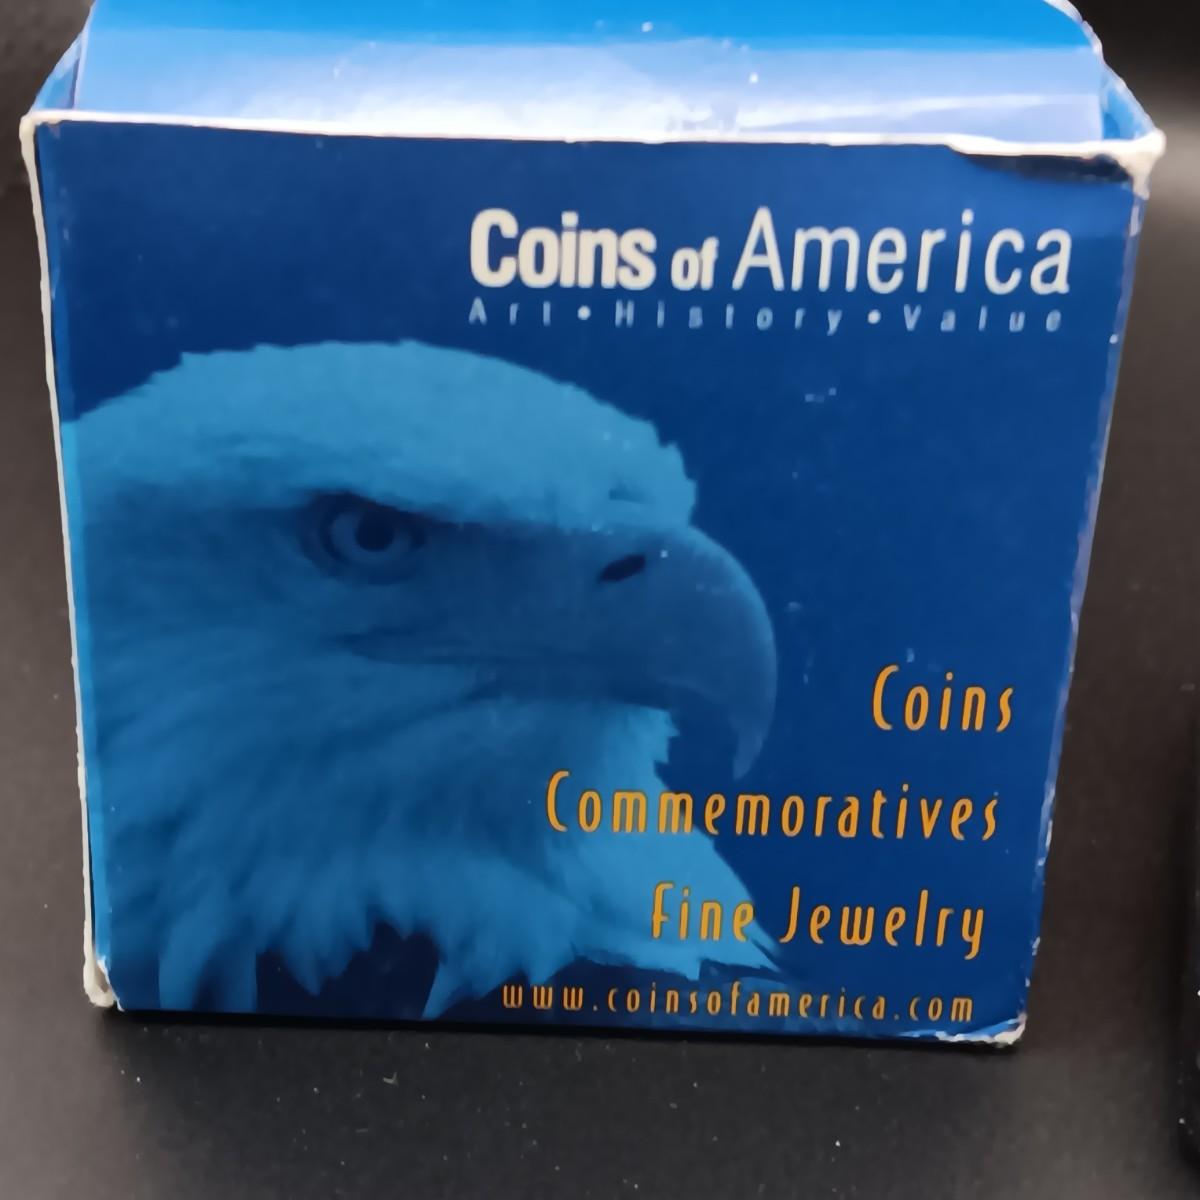 Coins of America
Art • History • Value
Coins
Commemoratives
Fine Jewelry
www.coinsofamerica.com